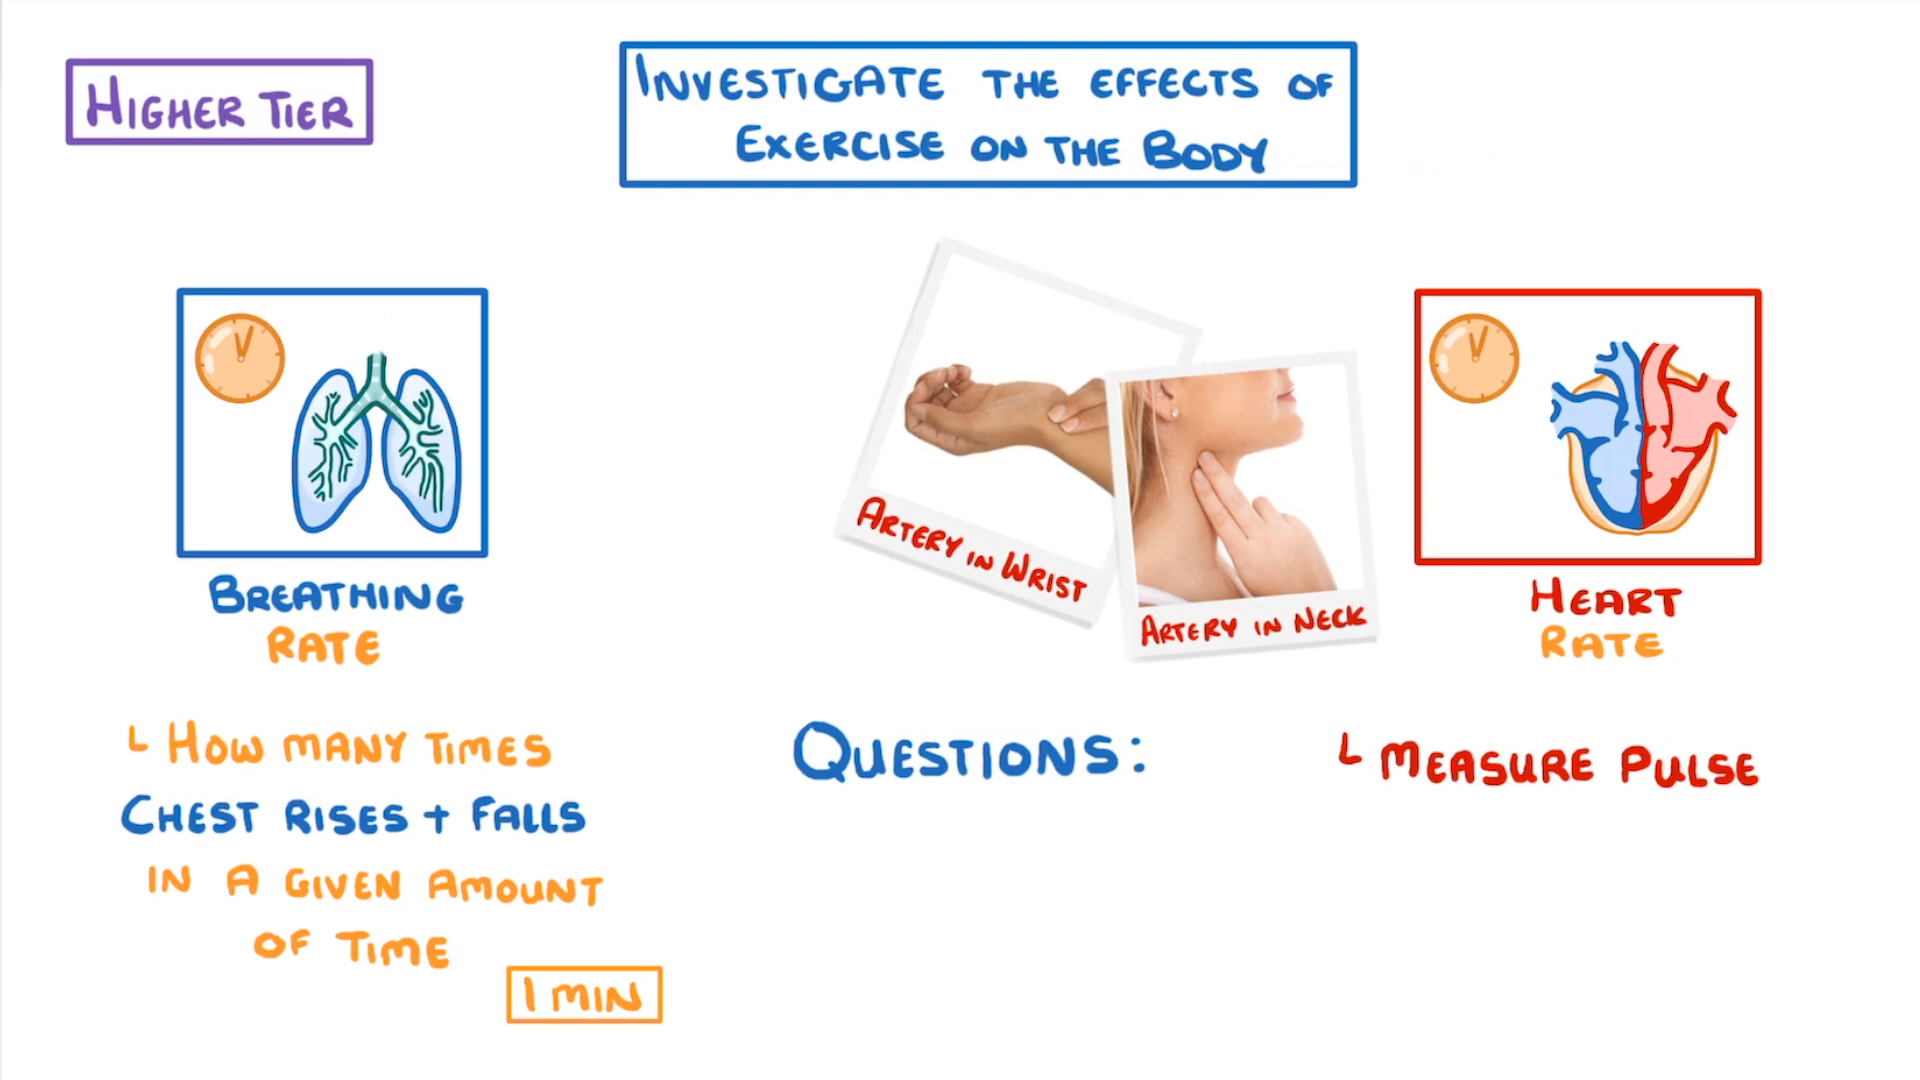 HIGHER TIER
INVESTIGATE THE EFFECTS OF
EXERCISE ON THE BODY
BREATHING
RATE
└ HOW MANY TIMES
CHEST RISES + FALLS
IN A GIVEN AMOUNT
OF TIME
1 MIN
ARTERY IN WRIST
ARTERY IN NECK
QUESTIONS:
HEART
RATE
└ MEASURE PULSE